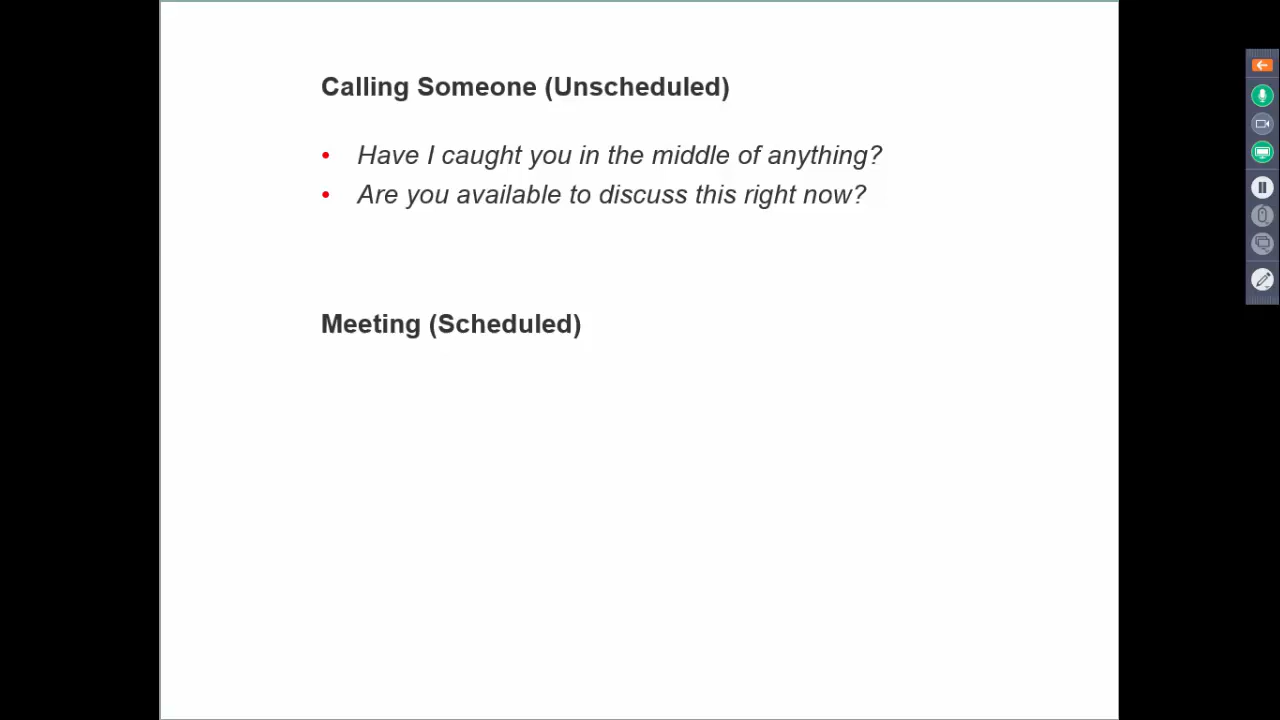 Calling Someone (Unscheduled)
• Have I caught you in the middle of anything?
• Are you available to discuss this right now?
Meeting (Scheduled)